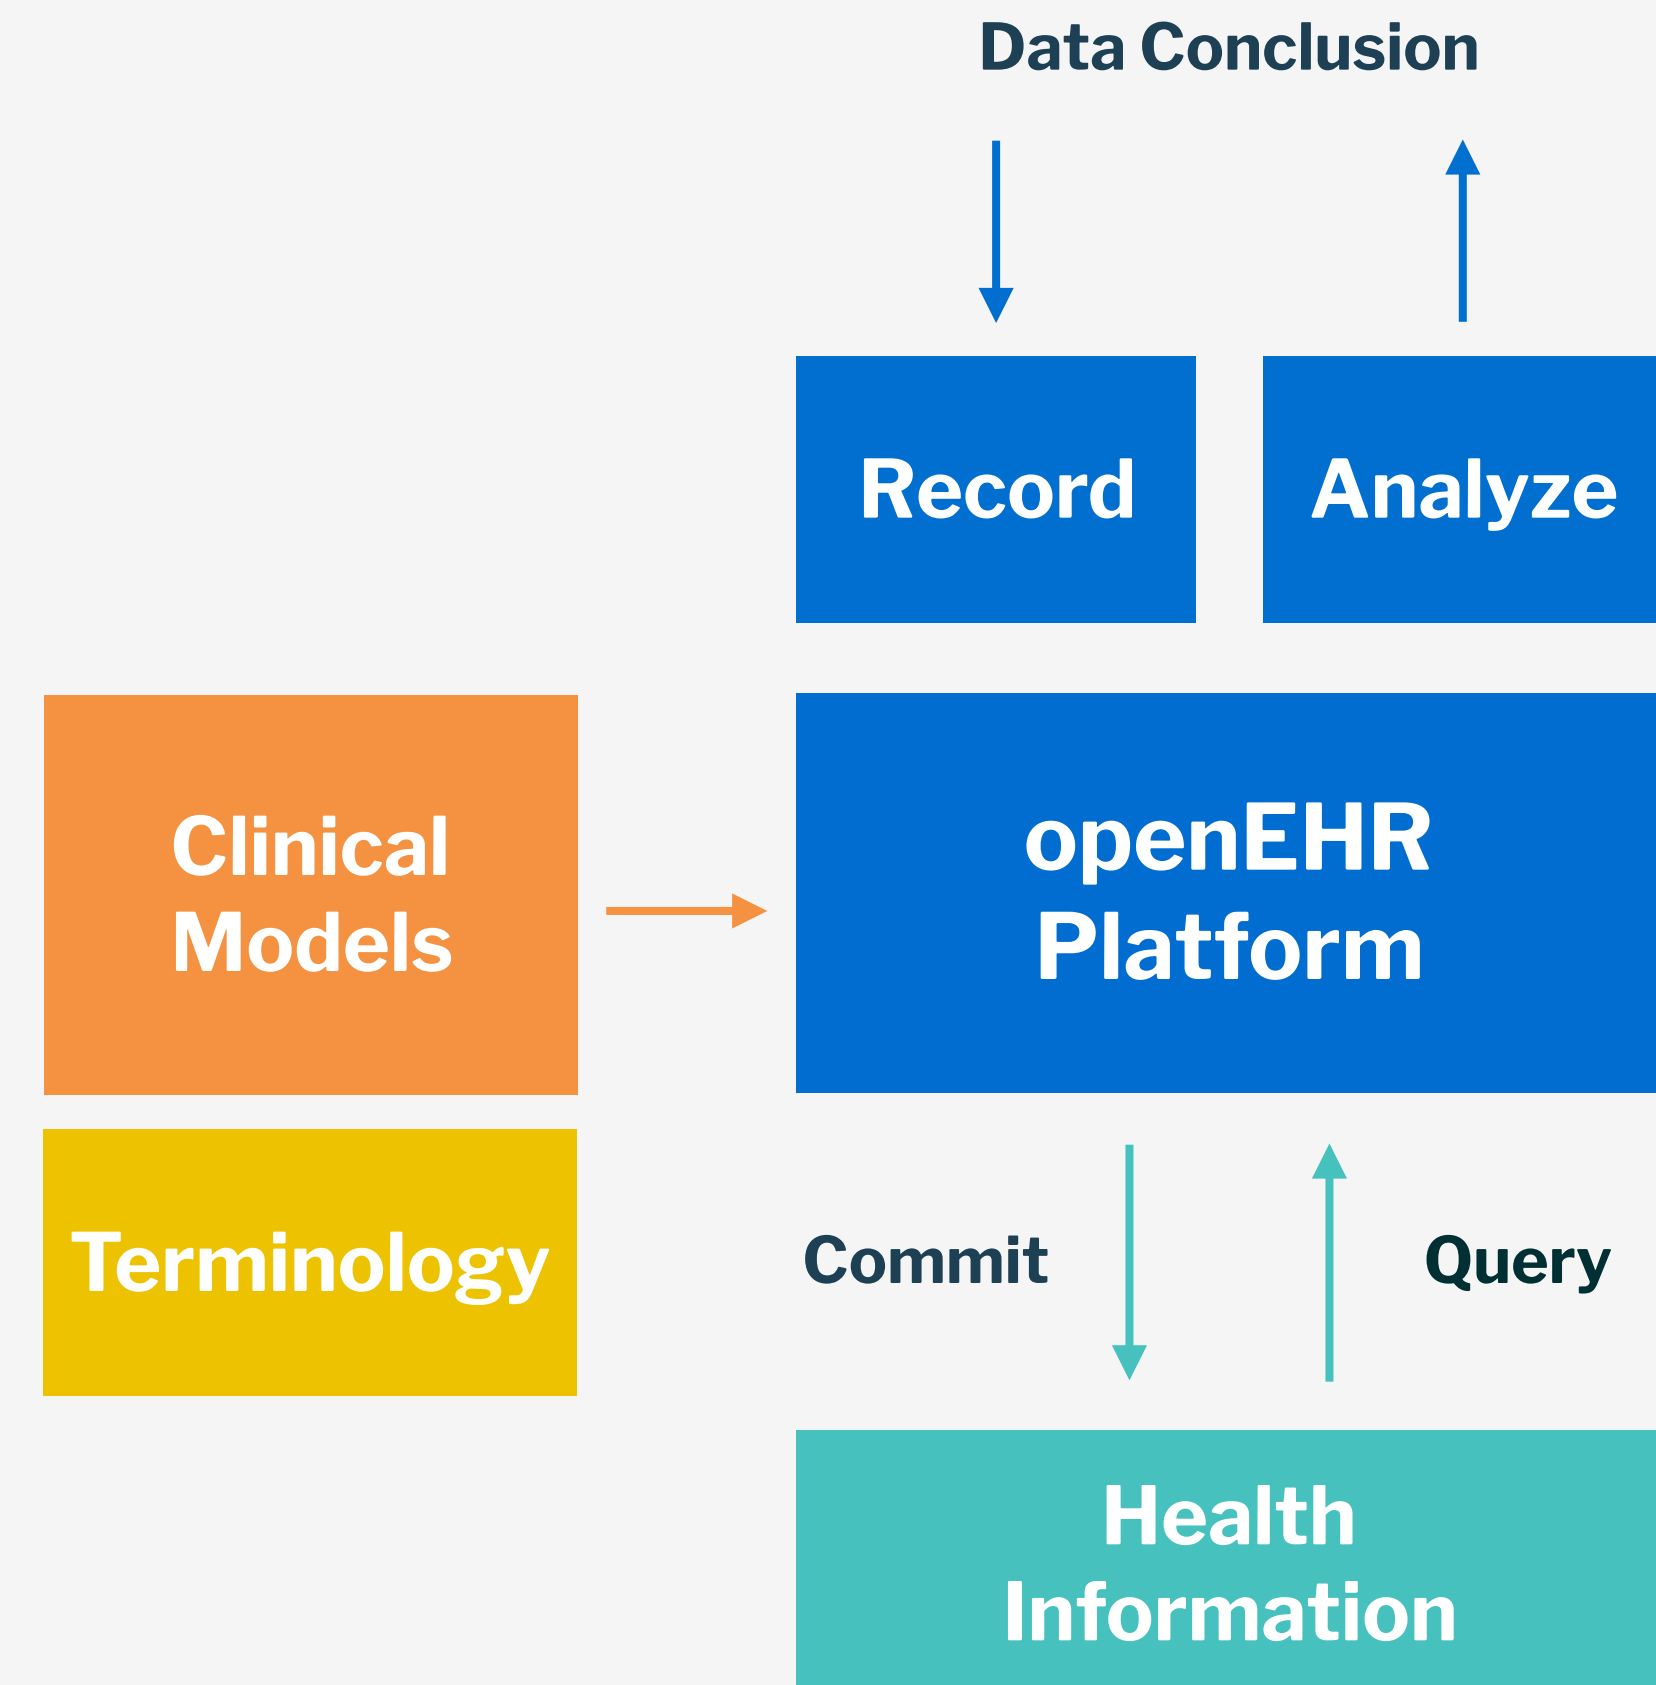 Data Conclusion
Record
Analyze
Clinical
Models
openEHR
Platform
Terminology
Commit
Query
Health
Information